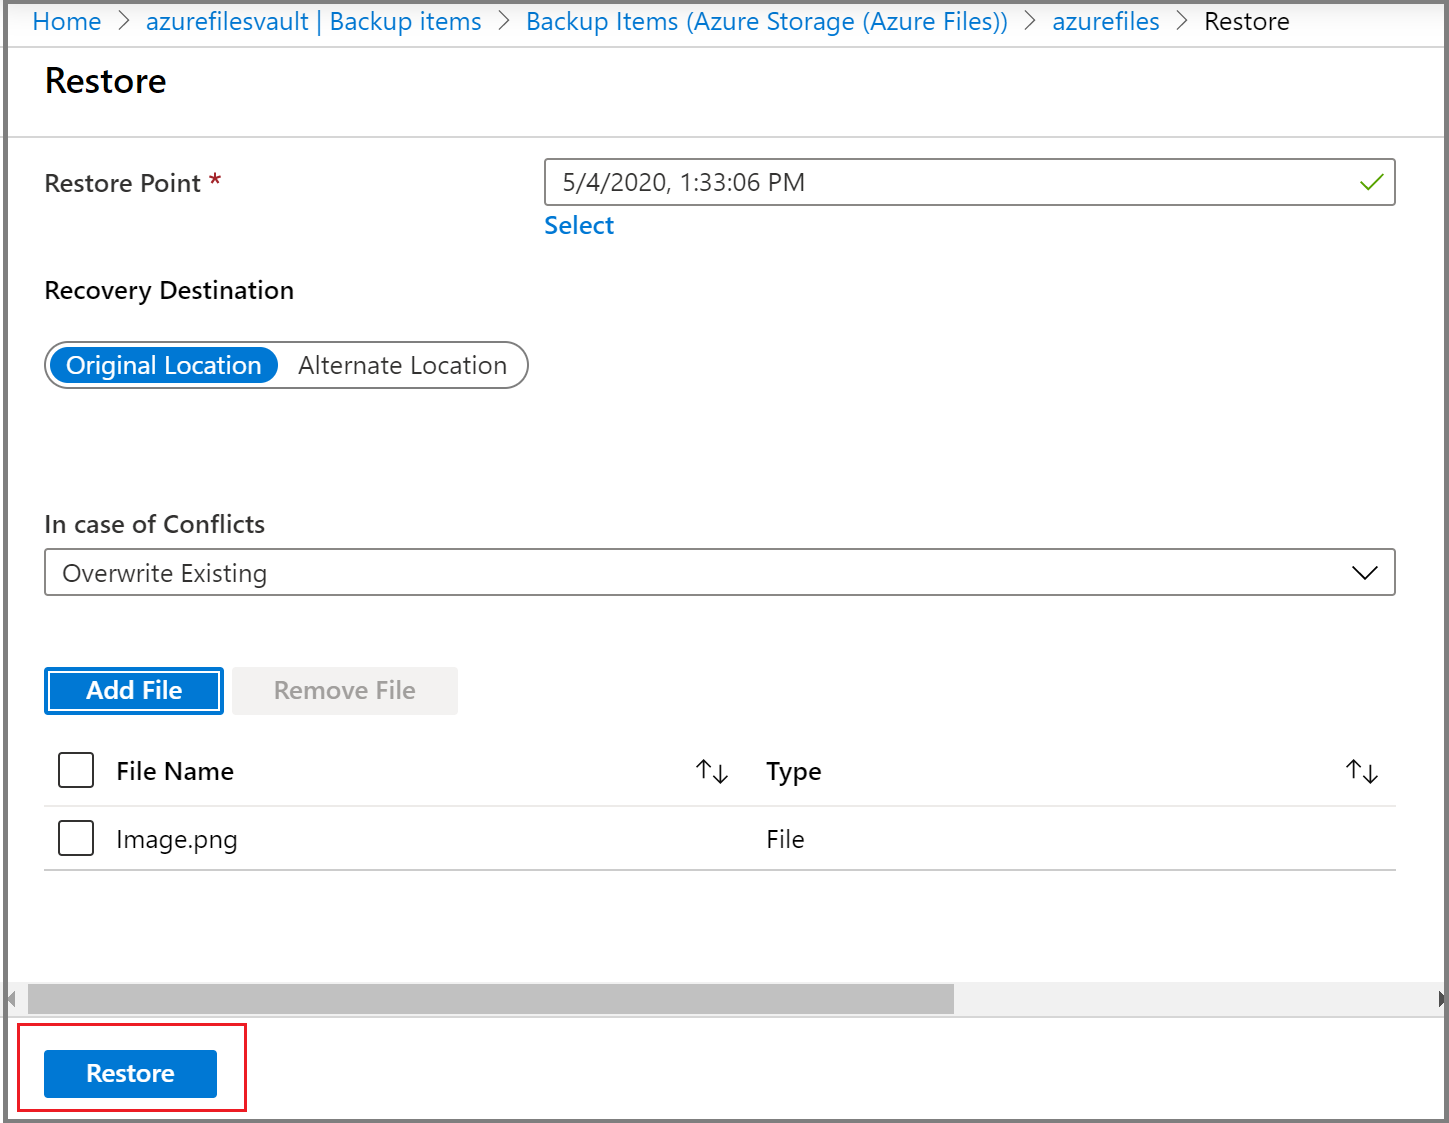 Home > azurefilesvault | Backup items > Backup Items (Azure Storage (Azure Files)) > azurefiles > Restore
Restore
Restore Point *
5/4/2020, 1:33:06 PM
Select
Recovery Destination
Original Location Alternate Location
In case of Conflicts
Overwrite Existing
Add File Remove File
File Name Type
Image.png File
Restore